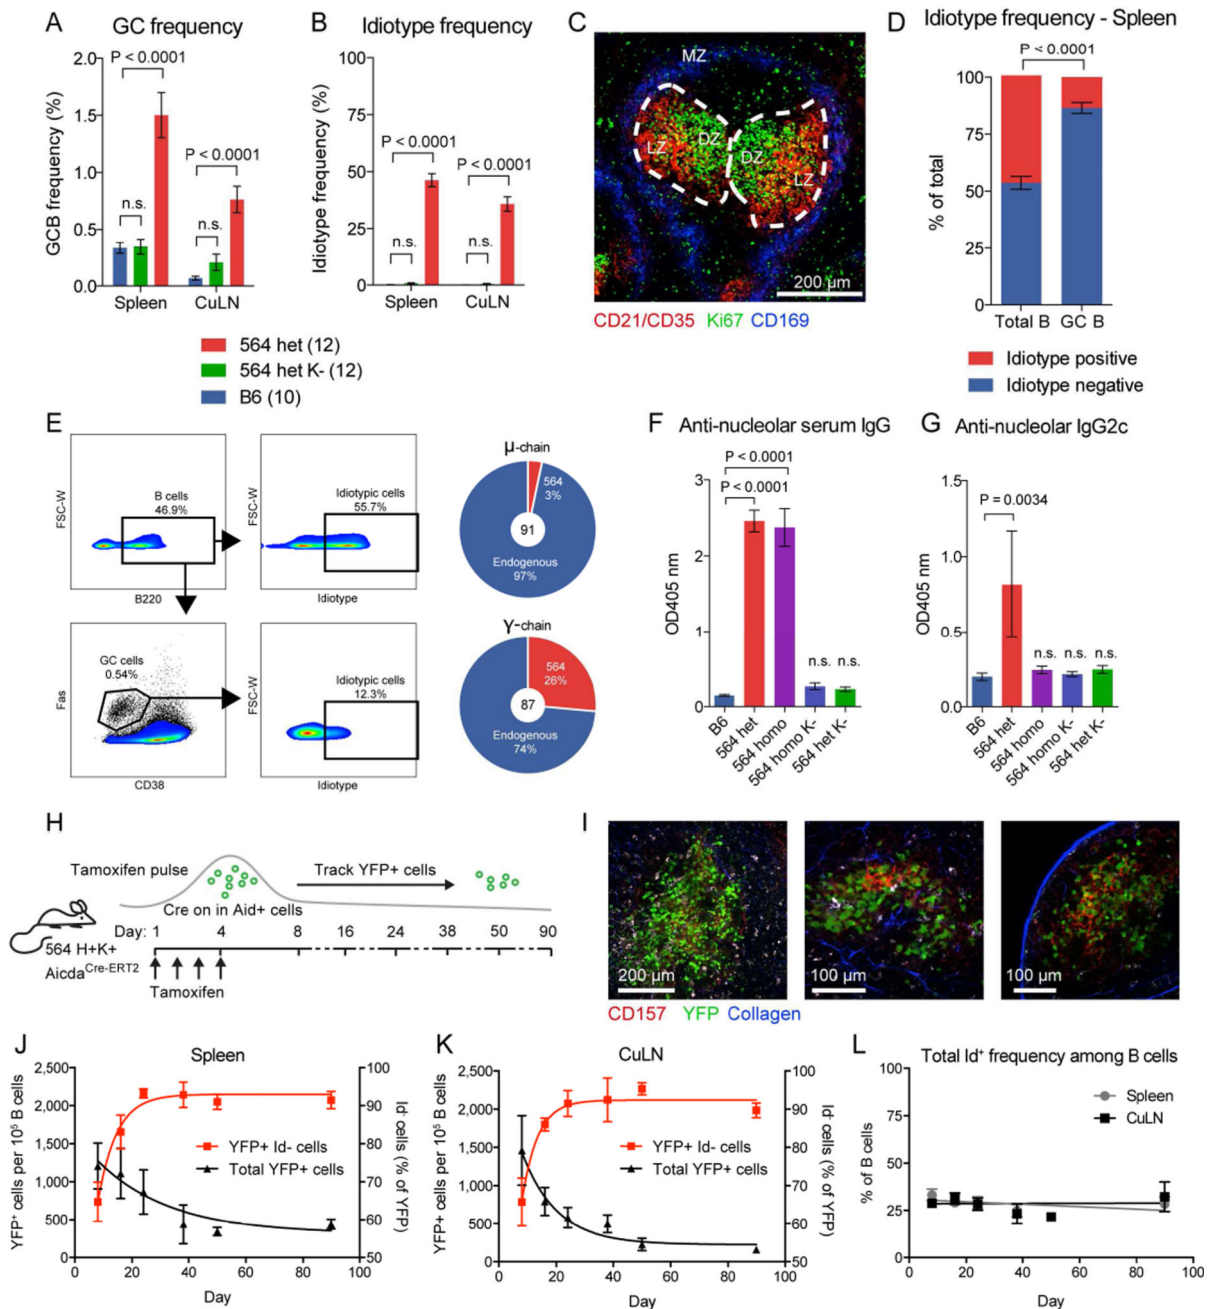 A GC frequency
GCB frequency (%)
2.0
1.5
1.0
0.5
0.0
P < 0.0001
n.s.
P < 0.0001
n.s.
Spleen
CuLN
B Idiotype frequency
Idiotype frequency (%)
100
75
50
25
0
P < 0.0001
n.s.
P < 0.0001
n.s.
Spleen
CuLN
564 het (12)
564 het K- (12)
B6 (10)
C
MZ
LZ
DZ
DZ
LZ
200 µm
CD21/CD35 Ki67 CD169
D Idiotype frequency - Spleen
P < 0.0001
% of total
100
75
50
25
0
Total B
GC B
Idiotype positive
Idiotype negative
E
FSC-W
B cells
46.9%
B220
FSC-W
Idiotypic cells
55.7%
Idiotype
µ-chain
564
3%
91
Endogenous
97%
Fas
GC cells
0.54%
CD38
FSC-W
Idiotypic cells
12.3%
Idiotype
γ-chain
564
26%
87
Endogenous
74%
F Anti-nucleolar serum IgG
OD405 nm
3
2
1
0
P < 0.0001
P < 0.0001
n.s.
n.s.
B6
564 het
564 homo
564 homo K-
564 het K-
G Anti-nucleolar IgG2c
OD405 nm
1.5
1.0
0.5
0.0
P = 0.0034
n.s.
n.s.
n.s.
B6
564 het
564 homo
564 homo K-
564 het K-
H
Tamoxifen pulse
Track YFP+ cells
Cre on in Aid+ cells
Day: 1 4 8 16 24 38 50 90
564 H+K+
Aicda^Cre-ERT2
Tamoxifen
I
200 µm
100 µm
100 µm
CD157 YFP Collagen
J Spleen
YFP⁺ cells per 10⁵ B cells
2,500
2,000
1,500
1,000
500
0
YFP+ Id- cells
Total YFP+ cells
100
90
80
70
60
50
Id⁻ cells (% of YFP)
0 20 40 60 80 100
Day
K CuLN
YFP+ cells per 10⁵ B cells
2,500
2,000
1,500
1,000
500
0
YFP+ Id- cells
Total YFP+ cells
100
90
80
70
60
50
Id⁻ cells (% of YFP)
0 20 40 60 80 100
Day
L Total Id⁺ frequency among B cells
% of B cells
100
75
50
25
0
Spleen
CuLN
0 20 40 60 80 100
Day